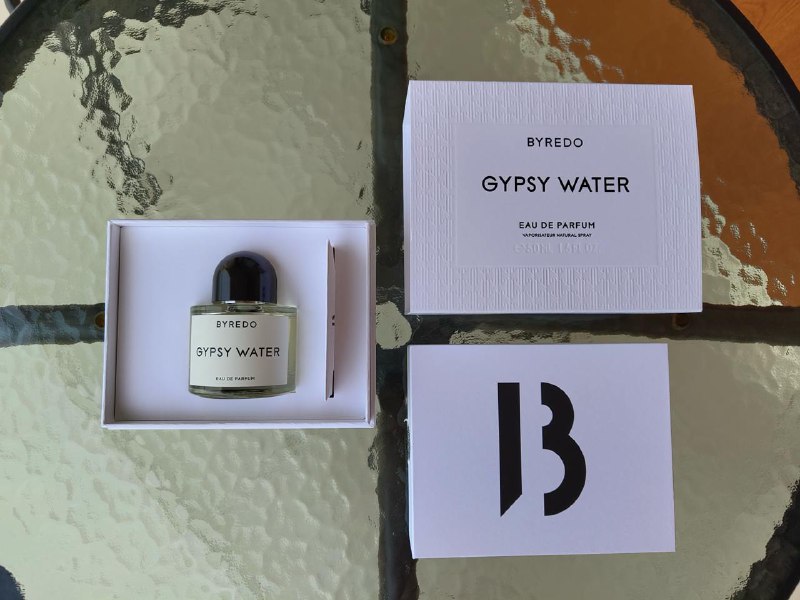 BYREDO
GYPSY WATER
EAU DE PARFUM
VAPORISATEUR NATURAL SPRAY
BYREDO
GYPSY WATER
EAU DE PARFUM
B